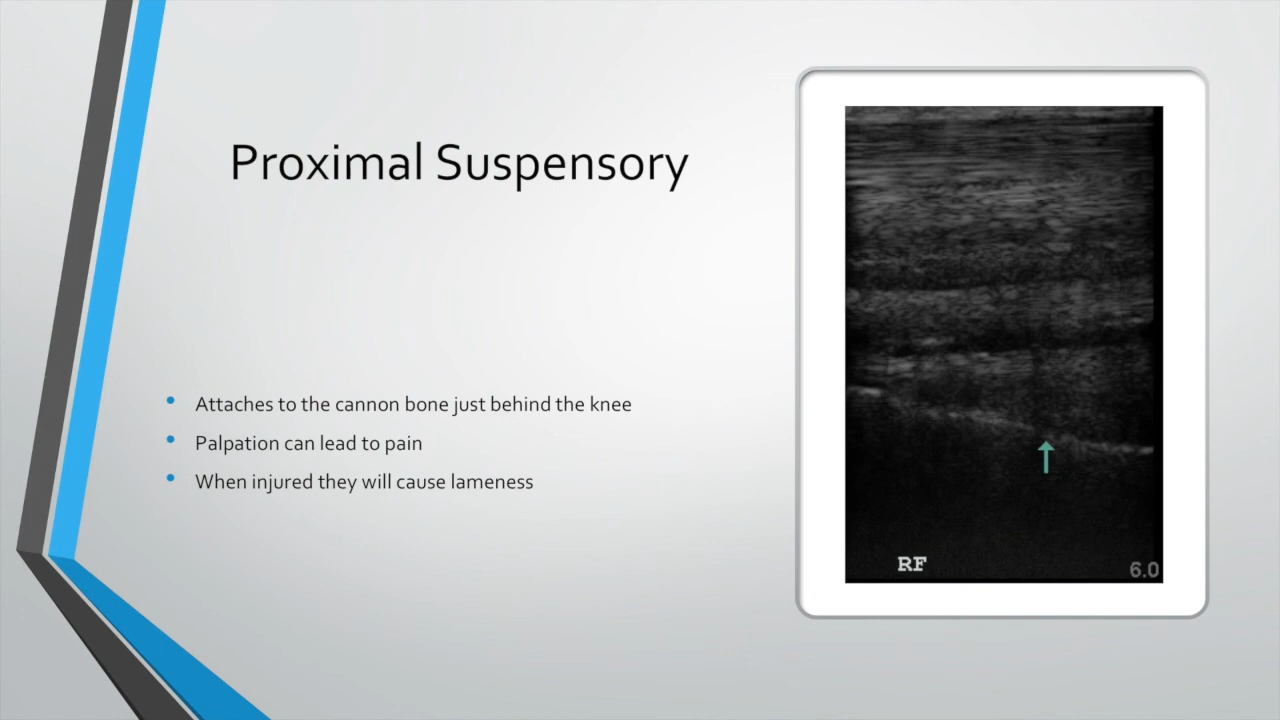 Proximal Suspensory
Attaches to the cannon bone just behind the knee
Palpation can lead to pain
When injured they will cause lameness
RF
6.0